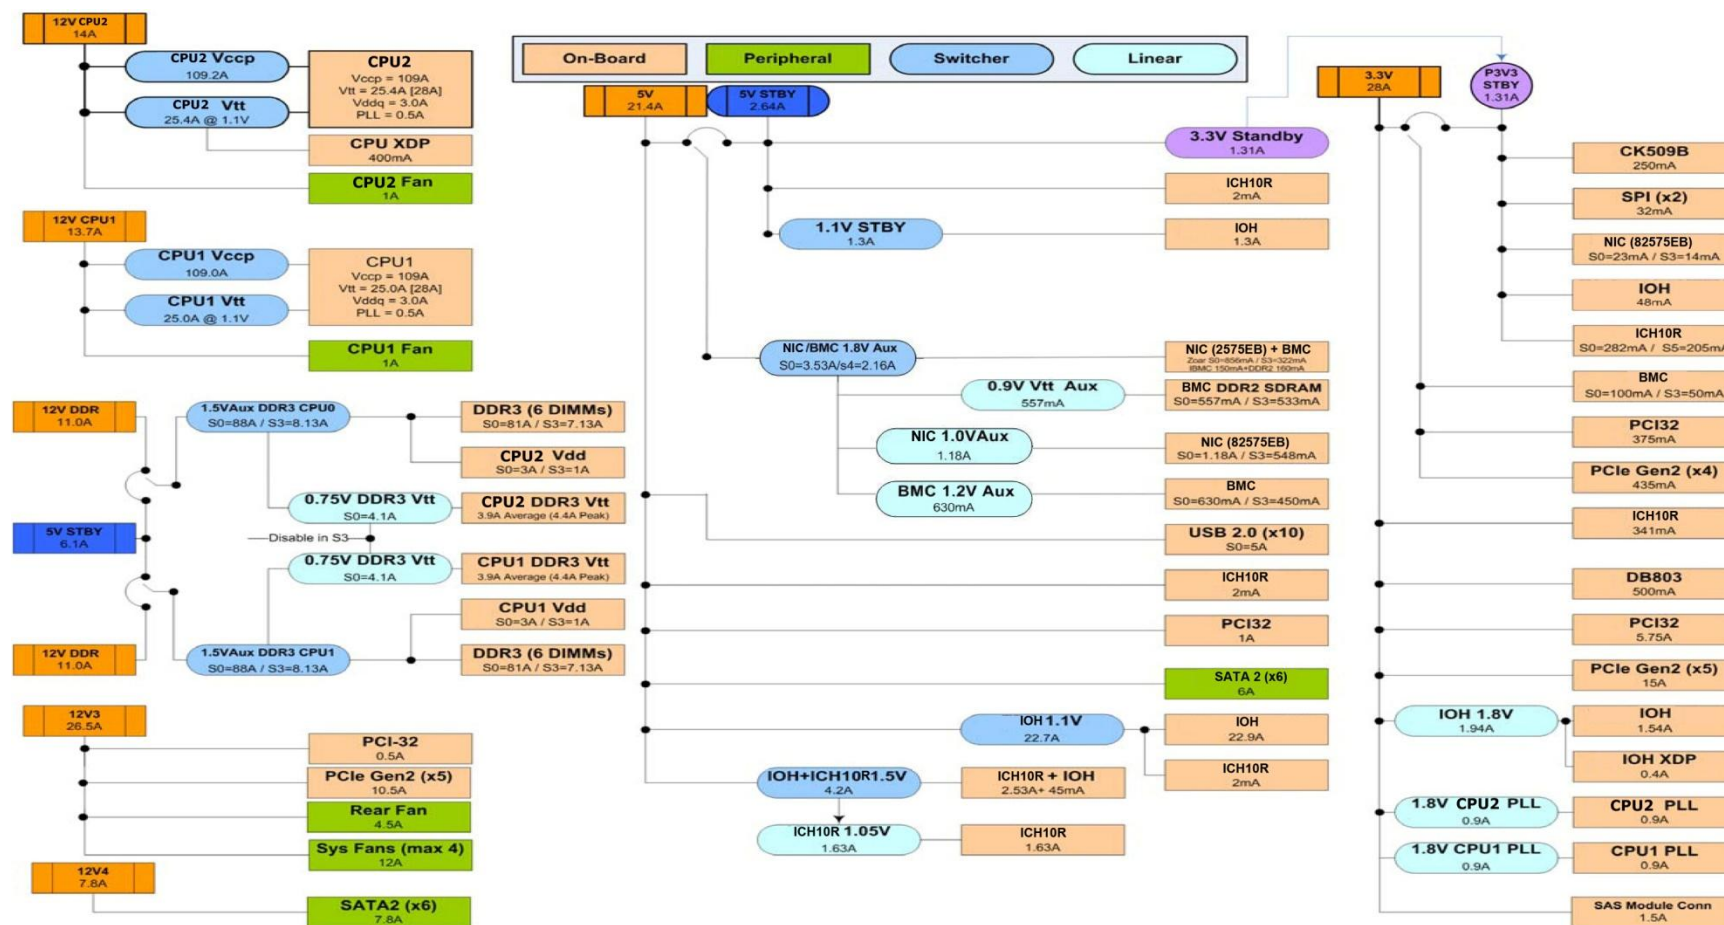 12V CPU2
14A
CPU2 Vccp
109.2A
CPU2 Vtt
25.4A @ 1.1V
CPU2
Vccp = 109A
Vtt = 25.4A [28A]
Vddq = 3.0A
PLL = 0.5A
CPU XDP
400mA
CPU2 Fan
1A
12V CPU1
13.7A
CPU1 Vccp
109.0A
CPU1 Vtt
25.0A @ 1.1V
CPU1
Vccp = 109A
Vtt = 25.0A [28A]
Vddq = 3.0A
PLL = 0.5A
CPU1 Fan
1A
12V DDR
11.0A
1.5VAux DDR3 CPU0
S0=88A / S3=8.13A
DDR3 (6 DIMMs)
S0=81A / S3=7.13A
CPU2 Vdd
S0=3A / S3=1A
0.75V DDR3 Vtt
S0=4.1A
CPU2 DDR3 Vtt
3.9A Average (4.4A Peak)
5V STBY
6.1A
Disable in S3
0.75V DDR3 Vtt
S0=4.1A
CPU1 DDR3 Vtt
3.9A Average (4.4A Peak)
CPU1 Vdd
S0=3A / S3=1A
12V DDR
11.0A
1.5VAux DDR3 CPU1
S0=88A / S3=8.13A
DDR3 (6 DIMMs)
S0=81A / S3=7.13A
12V3
26.5A
PCI-32
0.5A
PCIe Gen2 (x5)
10.5A
Rear Fan
4.5A
Sys Fans (max 4)
12A
12V4
7.8A
SATA2 (x6)
7.8A
On-Board
Peripheral
Switcher
Linear
5V
21.4A
5V STBY
2.64A
3.3V Standby
1.31A
ICH10R
2mA
1.1V STBY
1.3A
IOH
1.3A
NIC/BMC 1.8V Aux
S0=3.53A/s4=2.16A
NIC (2575EB) + BMC
Zoar S0=856mA / S3=322mA
IBMC 150mA+DDR2 160mA
0.9V Vtt Aux
557mA
BMC DDR2 SDRAM
S0=557mA / S3=533mA
NIC 1.0VAux
1.18A
NIC (82575EB)
S0=1.18A / S3=548mA
BMC 1.2V Aux
630mA
BMC
S0=630mA / S3=450mA
USB 2.0 (x10)
S0=5A
ICH10R
2mA
PCI32
1A
SATA 2 (x6)
6A
IOH 1.1V
22.7A
IOH
22.9A
ICH10R
2mA
IOH+ICH10R1.5V
4.2A
ICH10R + IOH
2.53A+ 45mA
ICH10R 1.05V
1.63A
ICH10R
1.63A
3.3V
28A
P3V3
STBY
1.31A
CK509B
250mA
SPI (x2)
32mA
NIC (82575EB)
S0=23mA / S3=14mA
IOH
48mA
ICH10R
S0=282mA / S5=205mA
BMC
S0=100mA / S3=50mA
PCI32
375mA
PCIe Gen2 (x4)
435mA
ICH10R
341mA
DB803
500mA
PCI32
5.75A
PCIe Gen2 (x5)
15A
IOH 1.8V
1.94A
IOH
1.54A
IOH XDP
0.4A
1.8V CPU2 PLL
0.9A
CPU2 PLL
0.9A
1.8V CPU1 PLL
0.9A
CPU1 PLL
0.9A
SAS Module Conn
1.5A